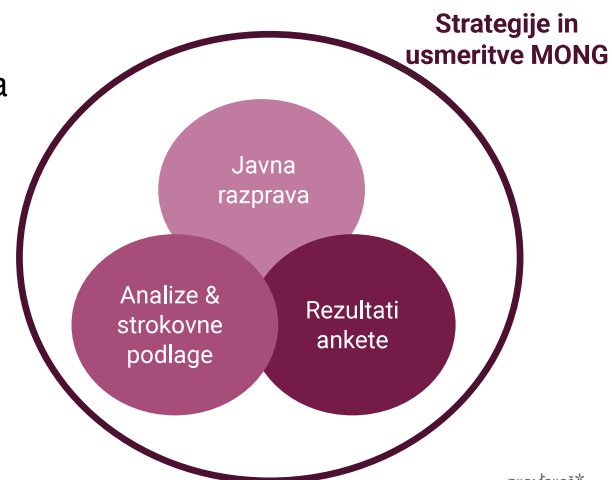 Strategije in
usmeritve MONG
a
Javna
razprava
Analize &
strokovne
podlage
Rezultati
ankete